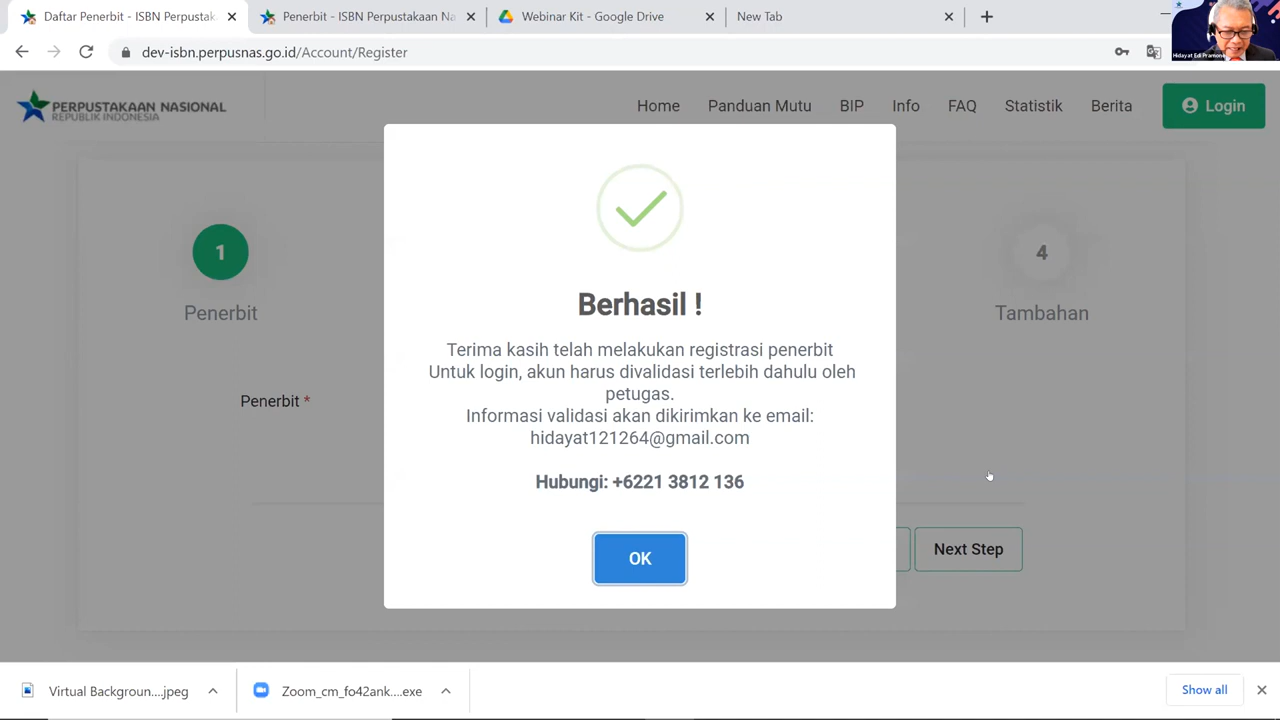 Daftar Penerbit - ISBN Perpustaka
Penerbit - ISBN Perpustakaan Na
Webinar Kit - Google Drive
New Tab
dev-isbn.perpusnas.go.id/Account/Register
Hidayat Edi Pramono
PERPUSTAKAAN NASIONAL
REPUBLIK INDONESIA
Home
Panduan Mutu
BIP
Info
FAQ
Statistik
Berita
Login
1
Penerbit
4
Tambahan
Berhasil !
Terima kasih telah melakukan registrasi penerbit
Untuk login, akun harus divalidasi terlebih dahulu oleh
petugas.
Informasi validasi akan dikirimkan ke email:
hidayat121264@gmail.com
Hubungi: +6221 3812 136
OK
Penerbit *
Next Step
Virtual Backgroun....jpeg
Zoom_cm_fo42ank....exe
Show all